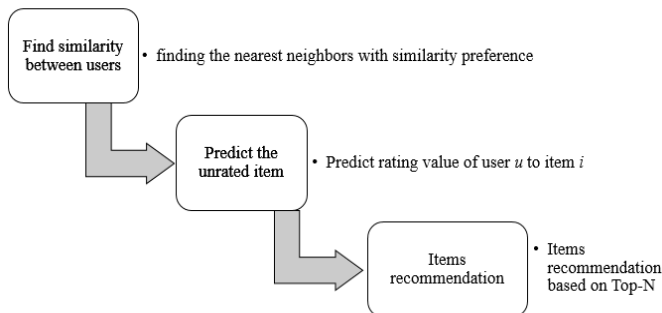 Find similarity
between users
• finding the nearest neighbors with similarity preference
Predict the
unrated item
• Predict rating value of user u to item i
Items
recommendation
• Items
recommendation
based on Top-N